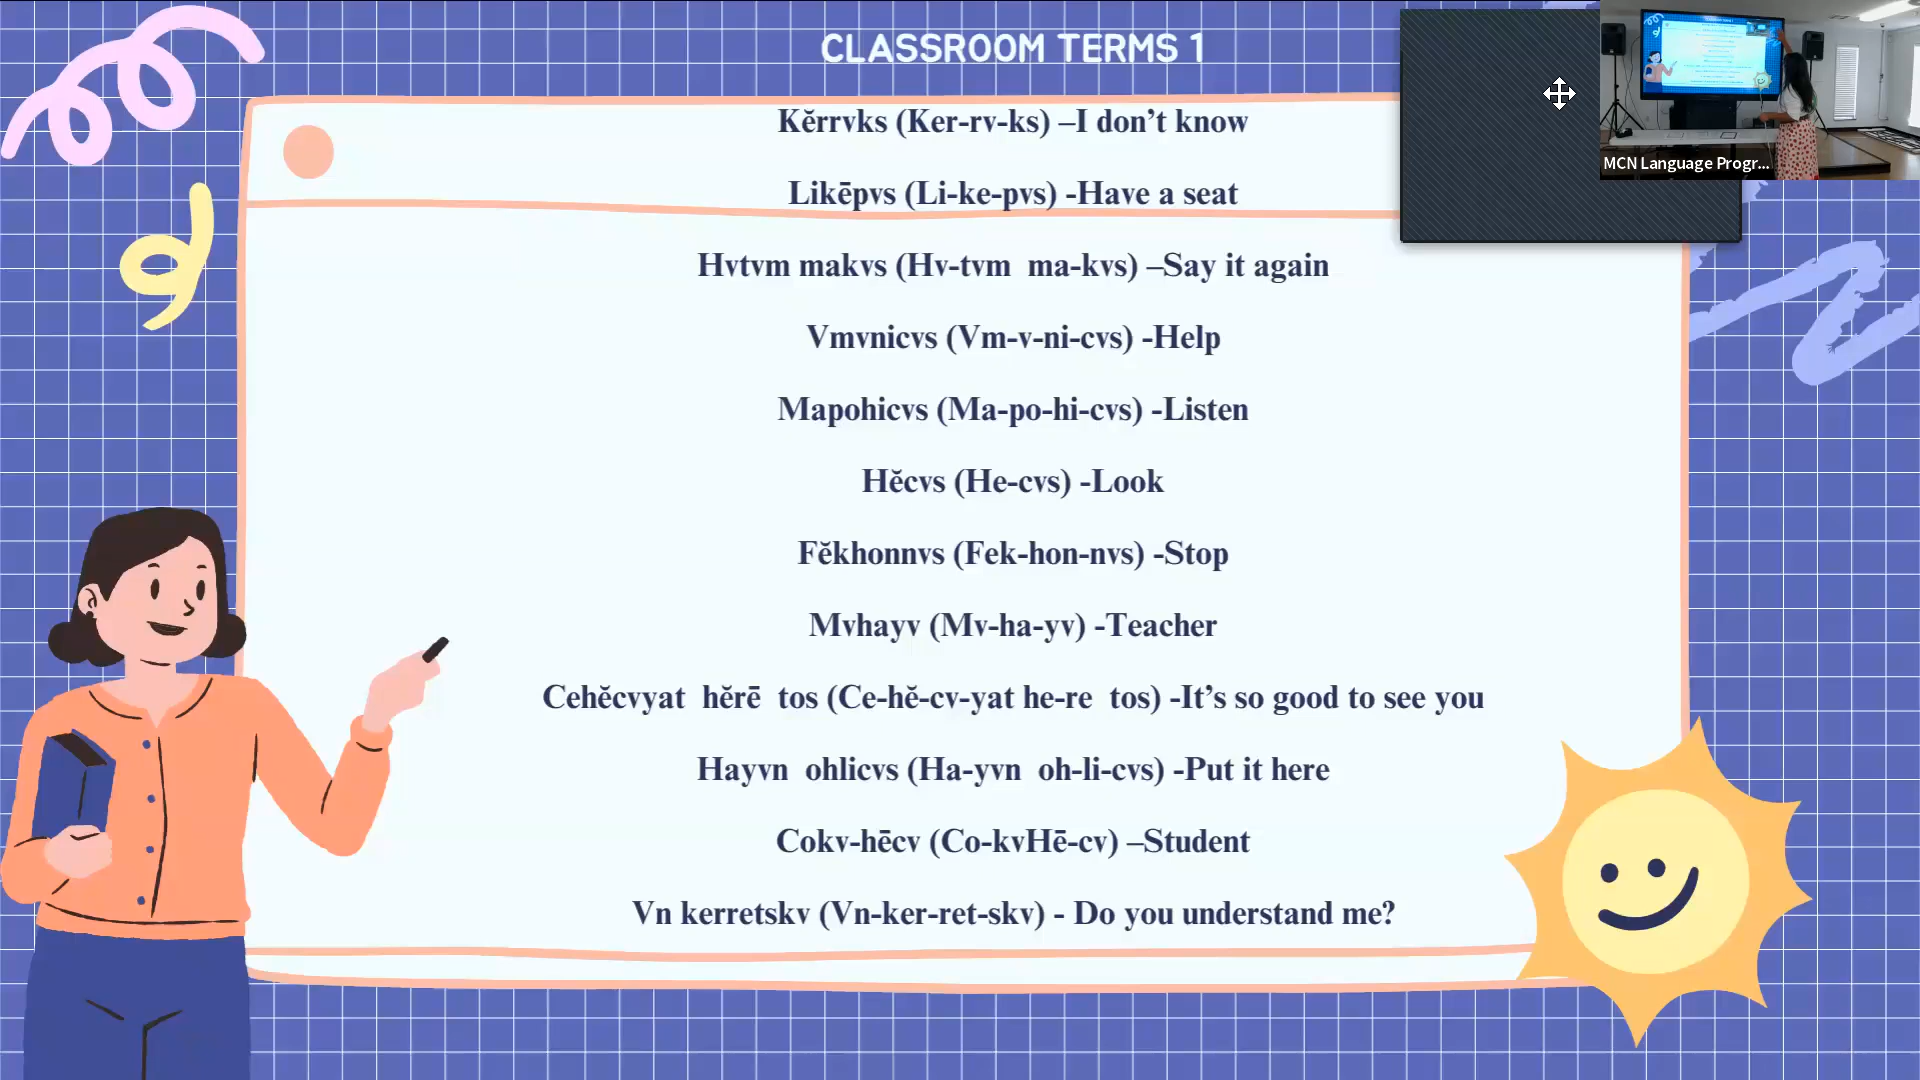 CLASSROOM TERMS 1
Kĕrrvks (Ker-rv-ks) –I don’t know
Likēpvs (Li-ke-pvs) -Have a seat
Hvtvm makvs (Hv-tvm ma-kvs) –Say it again
Vmvnicvs (Vm-v-ni-cvs) -Help
Mapohicvs (Ma-po-hi-cvs) -Listen
Hĕcvs (He-cvs) -Look
Fĕkhonnvs (Fek-hon-nvs) -Stop
Mvhayv (Mv-ha-yv) -Teacher
Cehĕcvyat hĕrē tos (Ce-hĕ-cv-yat he-re tos) -It’s so good to see you
Hayvn ohlicvs (Ha-yvn oh-li-cvs) -Put it here
Cokv-hēcv (Co-kvHē-cv) –Student
Vn kerretskv (Vn-ker-ret-skv) - Do you understand me?
MCN Language Progr...